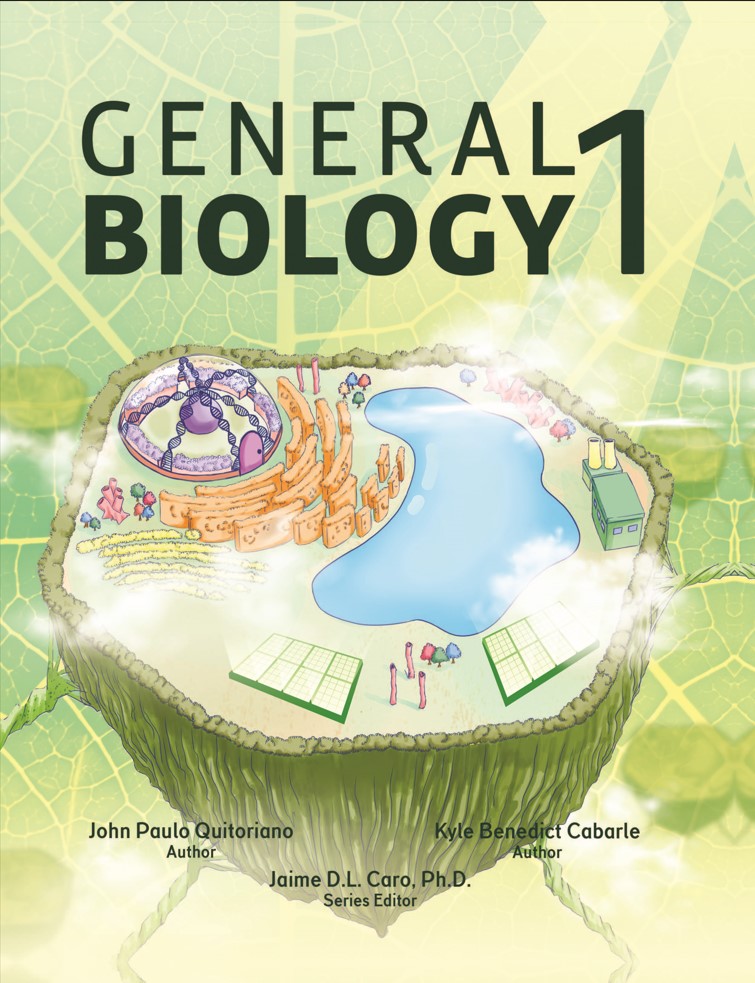 GENERAL
BIOLOGY 1
John Paulo Quitoriano
Author
Kyle Benedict Cabarle
Author
Jaime D.L. Caro, Ph.D.
Series Editor